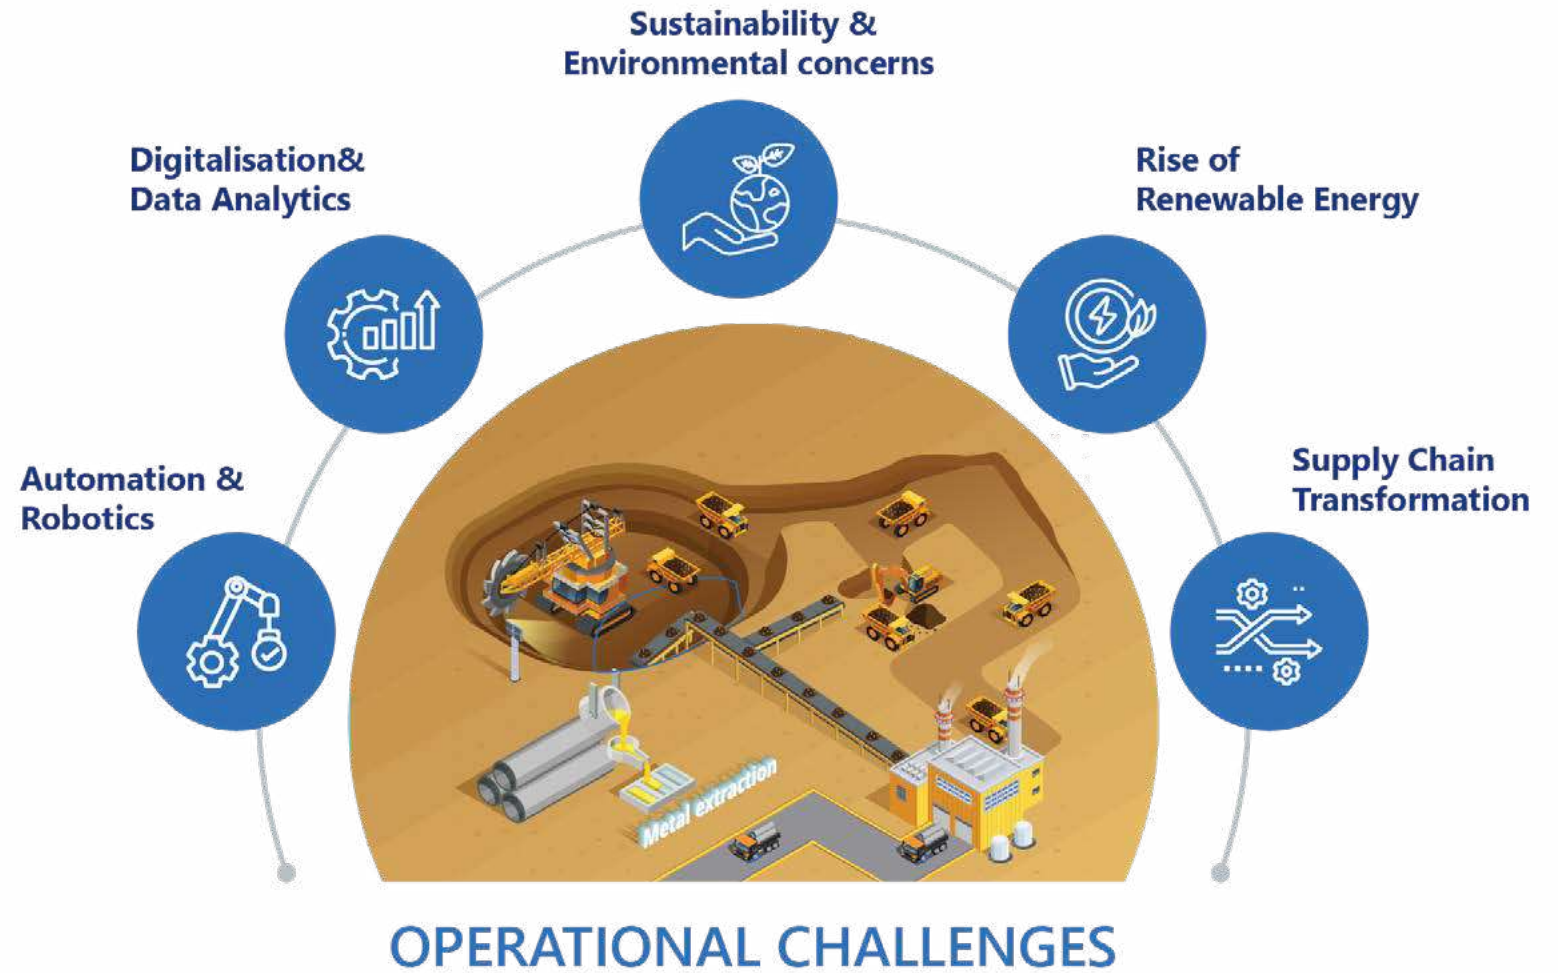 Sustainability &
Environmental concerns
Digitalisation&
Data Analytics
Rise of
Renewable Energy
Automation &
Robotics
Supply Chain
Transformation
Metal extraction
OPERATIONAL CHALLENGES